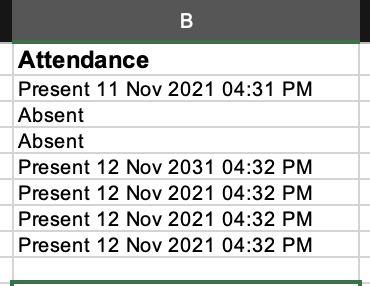 B
Attendance
Present 11 Nov 2021 04:31 PM
Absent
Absent
Present 12 Nov 2031 04:32 PM
Present 12 Nov 2021 04:32 PM
Present 12 Nov 2021 04:32 PM
Present 12 Nov 2021 04:32 PM